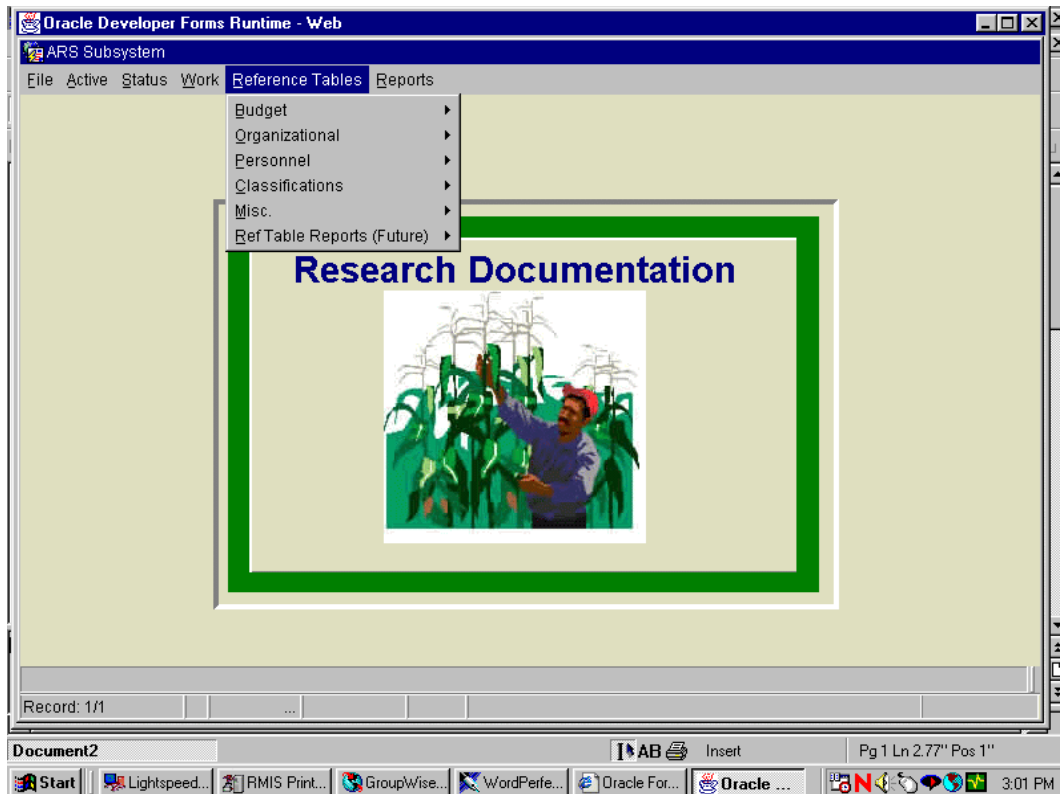 Oracle Developer Forms Runtime - Web
ARS Subsystem
File Active Status Work Reference Tables Reports
Budget
Organizational
Personnel
Classifications
Misc.
Ref Table Reports (Future)
Research Documentation
Record: 1/1 ...
Document2 AB Insert Pg 1 Ln 2.77" Pos 1"
Start Lightspeed... RMIS Print... GroupWise... WordPerfe... Oracle For... Oracle ... N 3:01 PM